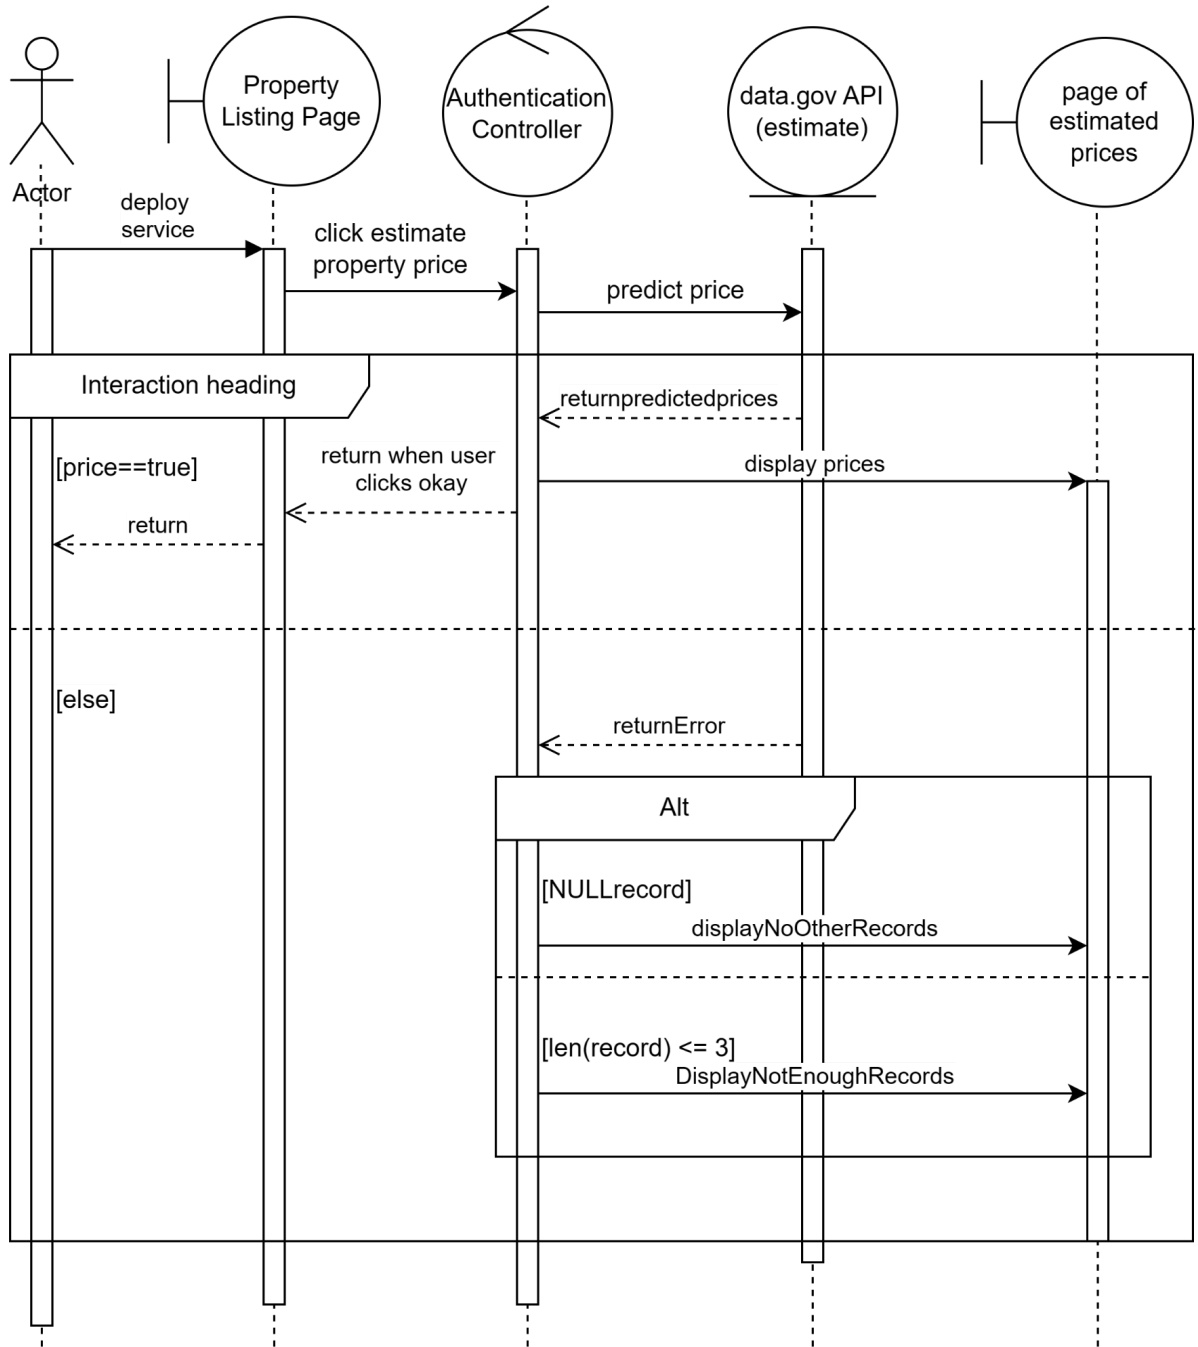 Property
Listing Page
Authentication
Controller
data.gov API
(estimate)
page of
estimated
prices
Actor
deploy
service
click estimate
property price
predict price
Interaction heading
returnpredictedprices
[price==true]
return when user
clicks okay
display prices
return
[else]
returnError
Alt
[NULLrecord]
displayNoOtherRecords
[len(record) <= 3]
DisplayNotEnoughRecords